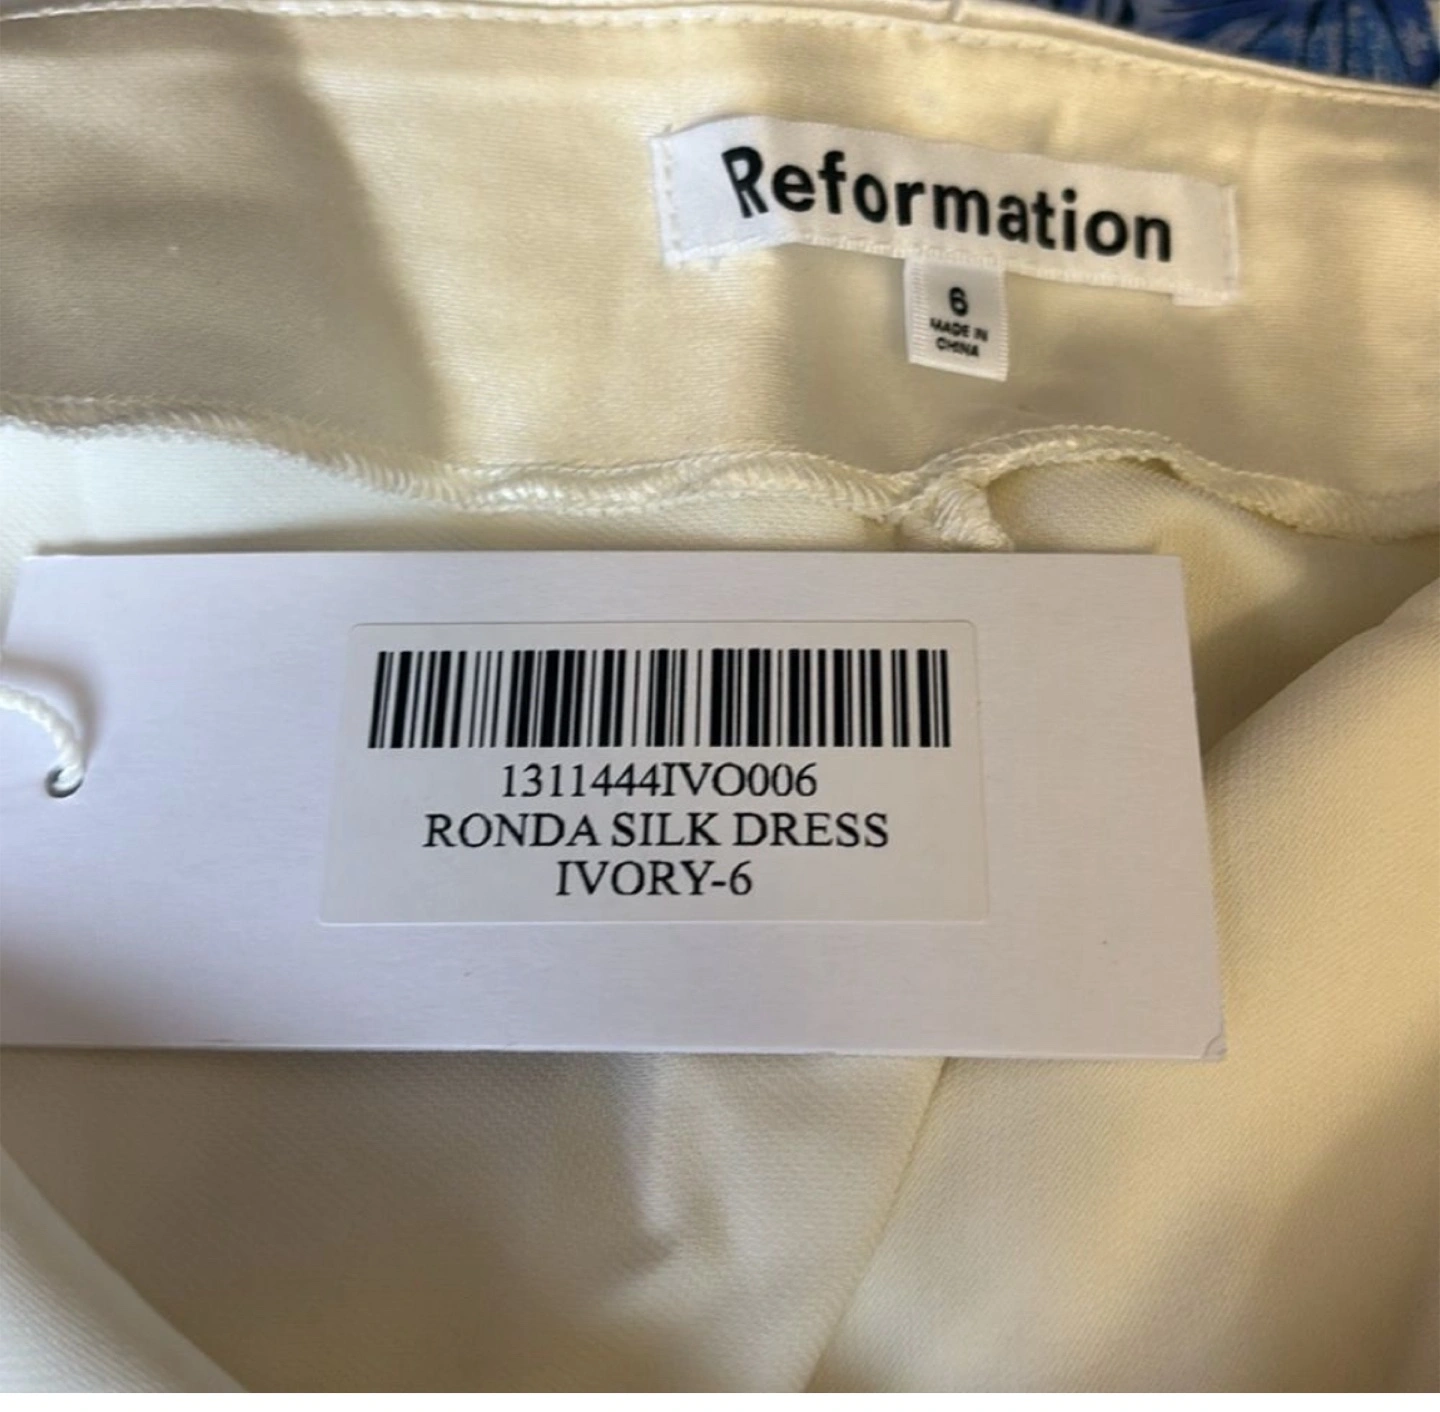 Reformation
6
MADE IN
CHINA
1311444IVO006
RONDA SILK DRESS
IVORY-6